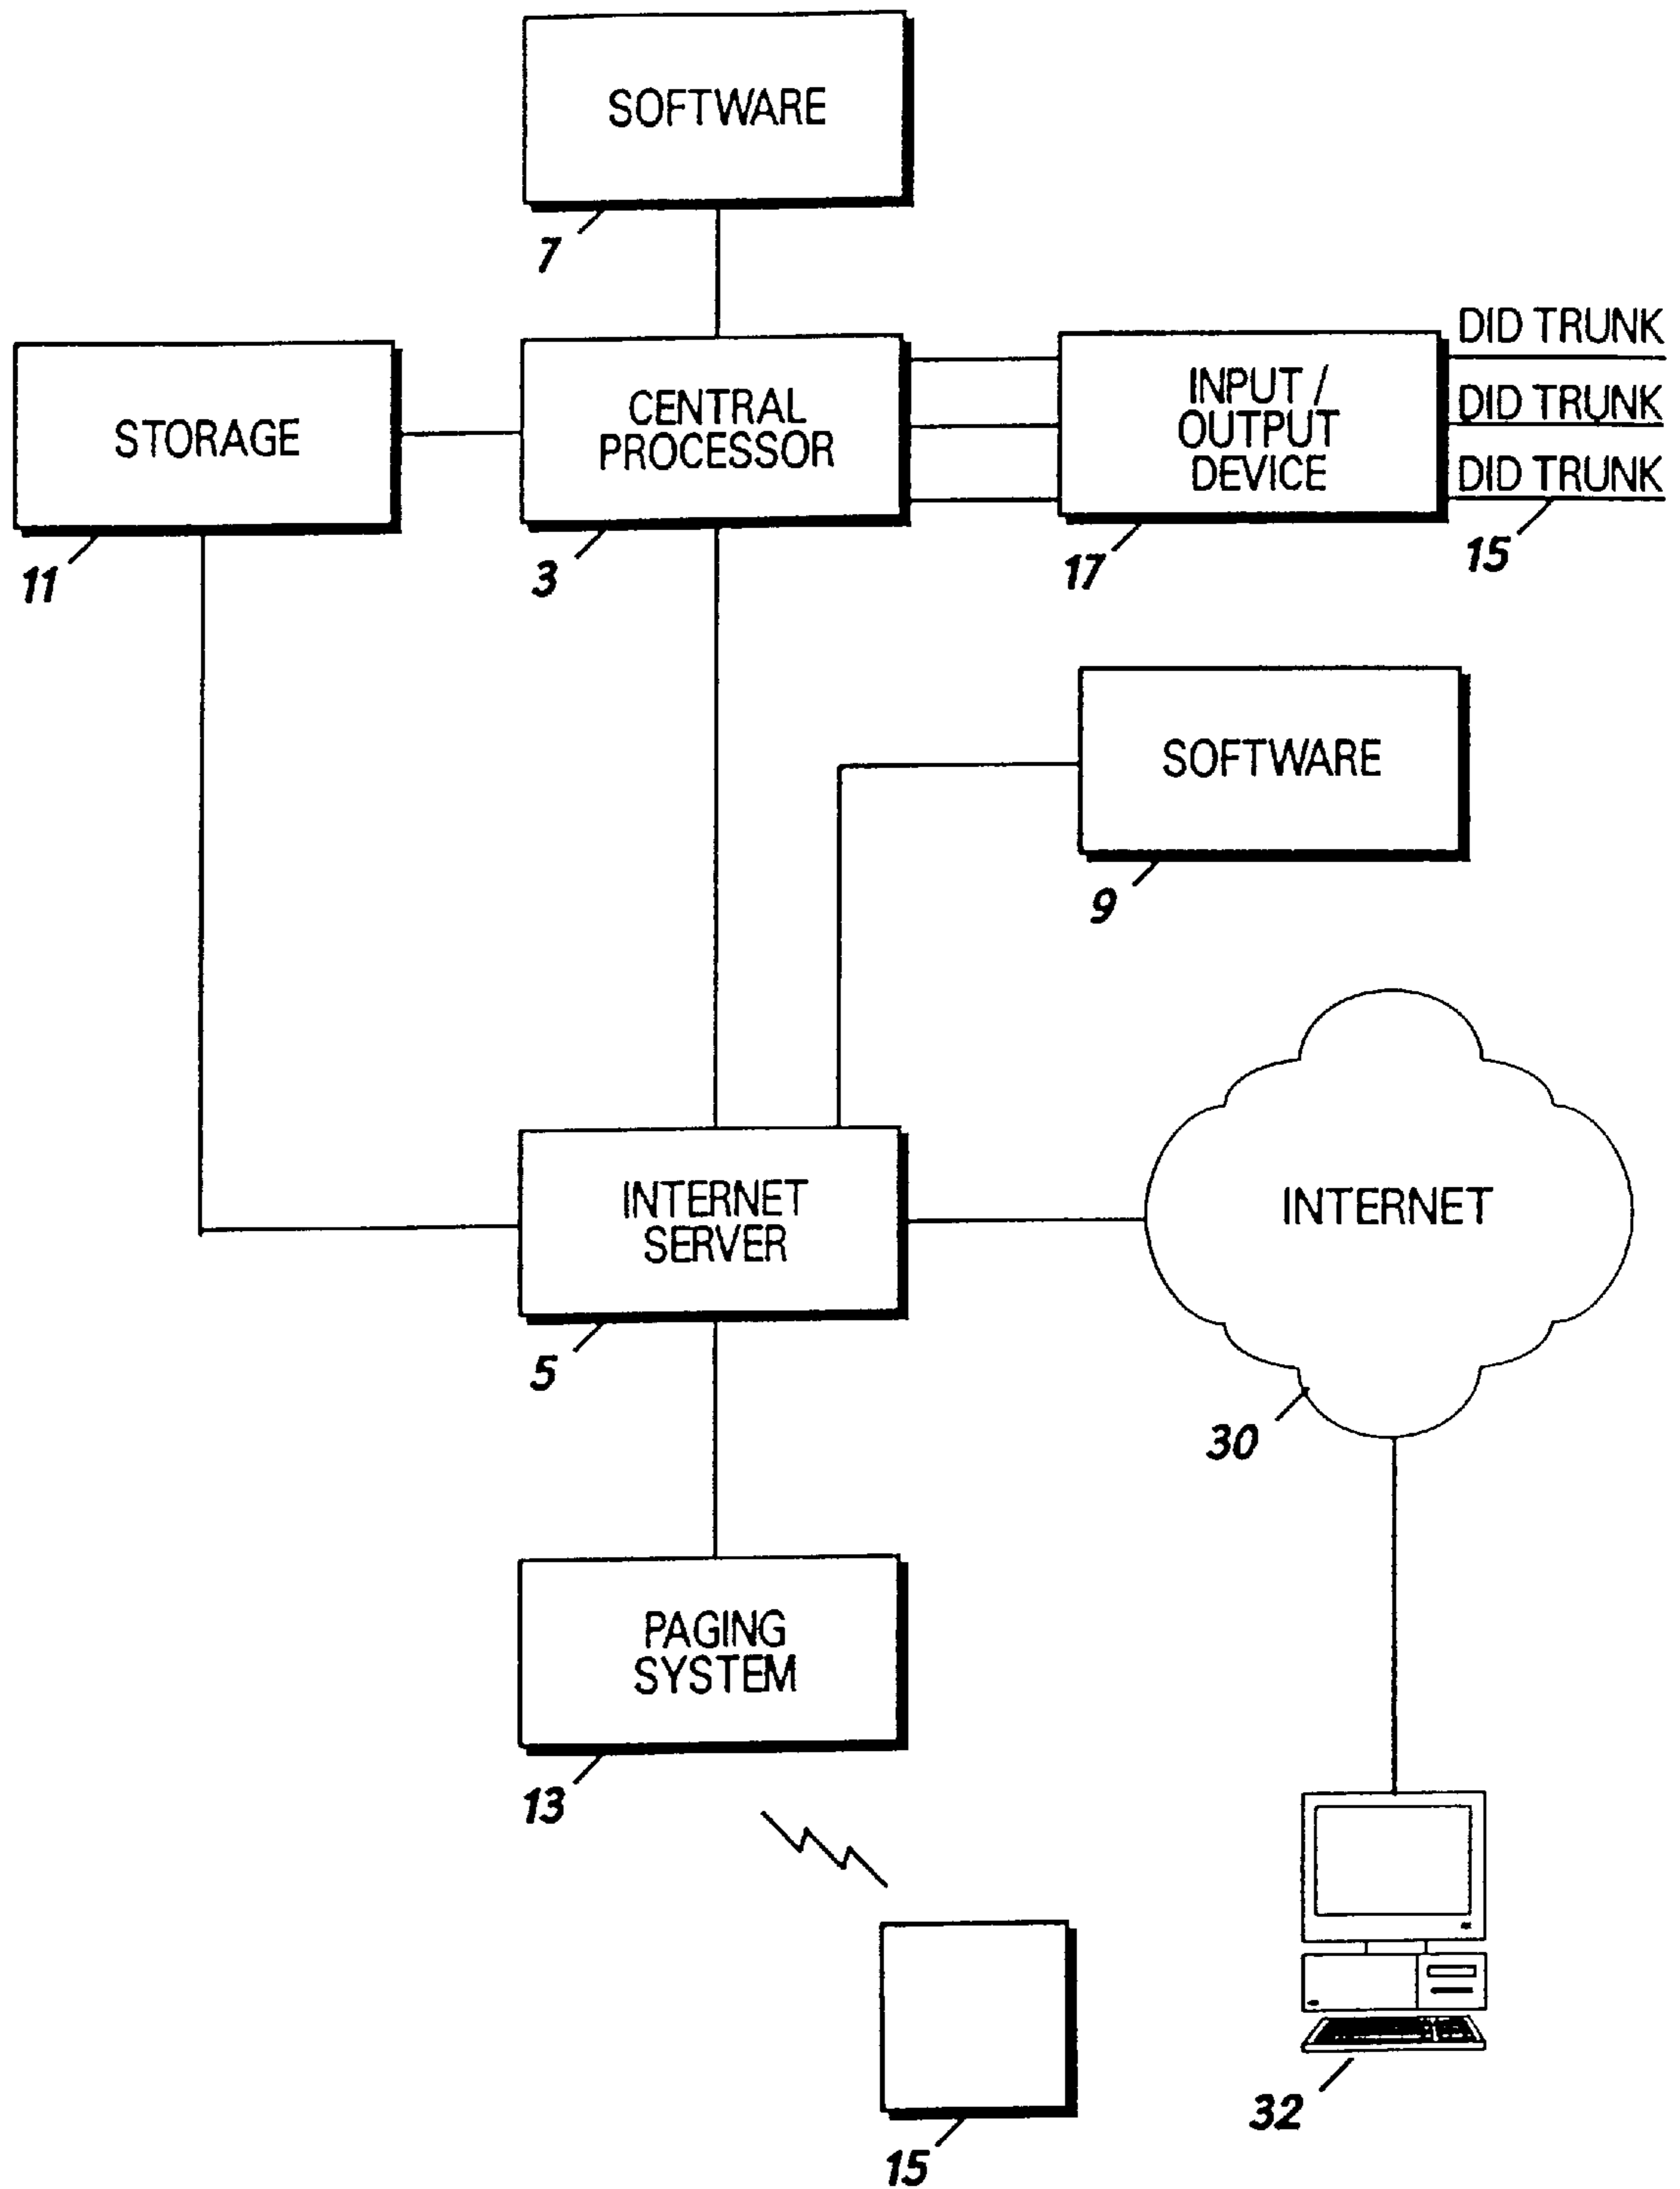 SOFTWARE
7
DID TRUNK
STORAGE
CENTRAL
PROCESSOR
INPUT /
OUTPUT
DEVICE
DID TRUNK
DID TRUNK
11
3
17
15
SOFTWARE
9
INTERNET
SERVER
INTERNET
5
30
PAGING
SYSTEM
13
32
15